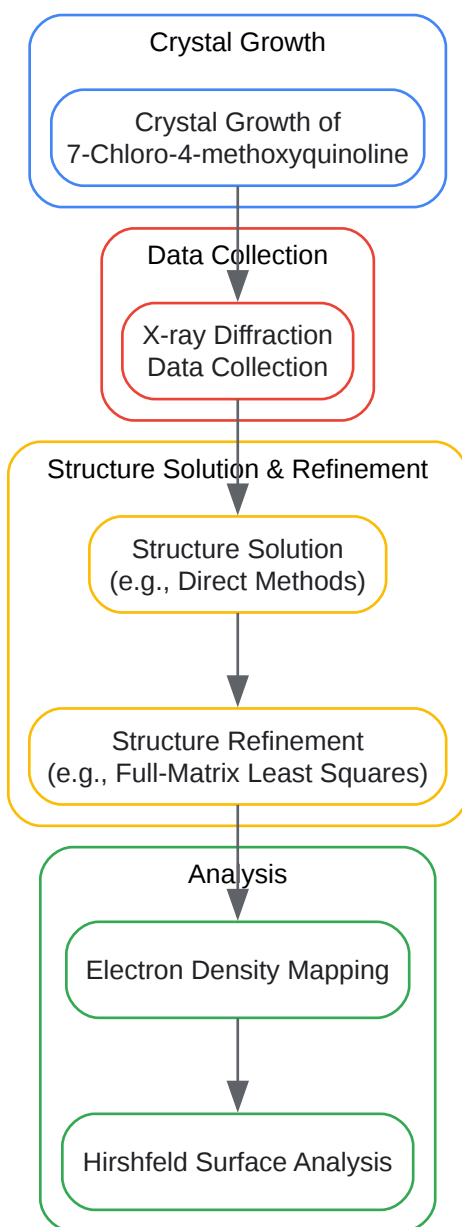 Crystal Growth
Crystal Growth of
7-Chloro-4-methoxyquinoline
Data Collection
X-ray Diffraction
Data Collection
Structure Solution & Refinement
Structure Solution
(e.g., Direct Methods)
Structure Refinement
(e.g., Full-Matrix Least Squares)
Analysis
Electron Density Mapping
Hirshfeld Surface Analysis